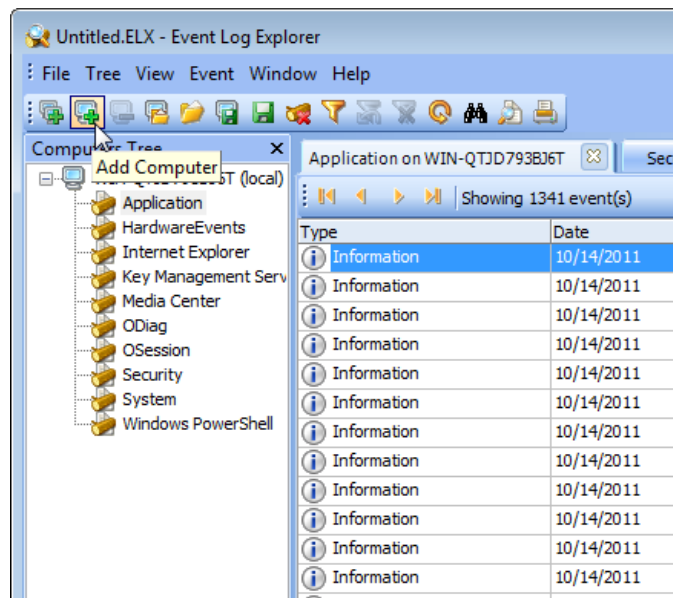 Untitled.ELX - Event Log Explorer
File Tree View Event Window Help
Computers Tree
Add Computer
(local)
Application
HardwareEvents
Internet Explorer
Key Management Serv
Media Center
ODiag
OSession
Security
System
Windows PowerShell
Application on WIN-QTJD793BJ6T Sec
Showing 1341 event(s)
Type Date
Information 10/14/2011
Information 10/14/2011
Information 10/14/2011
Information 10/14/2011
Information 10/14/2011
Information 10/14/2011
Information 10/14/2011
Information 10/14/2011
Information 10/14/2011
Information 10/14/2011
Information 10/14/2011
Information 10/14/2011